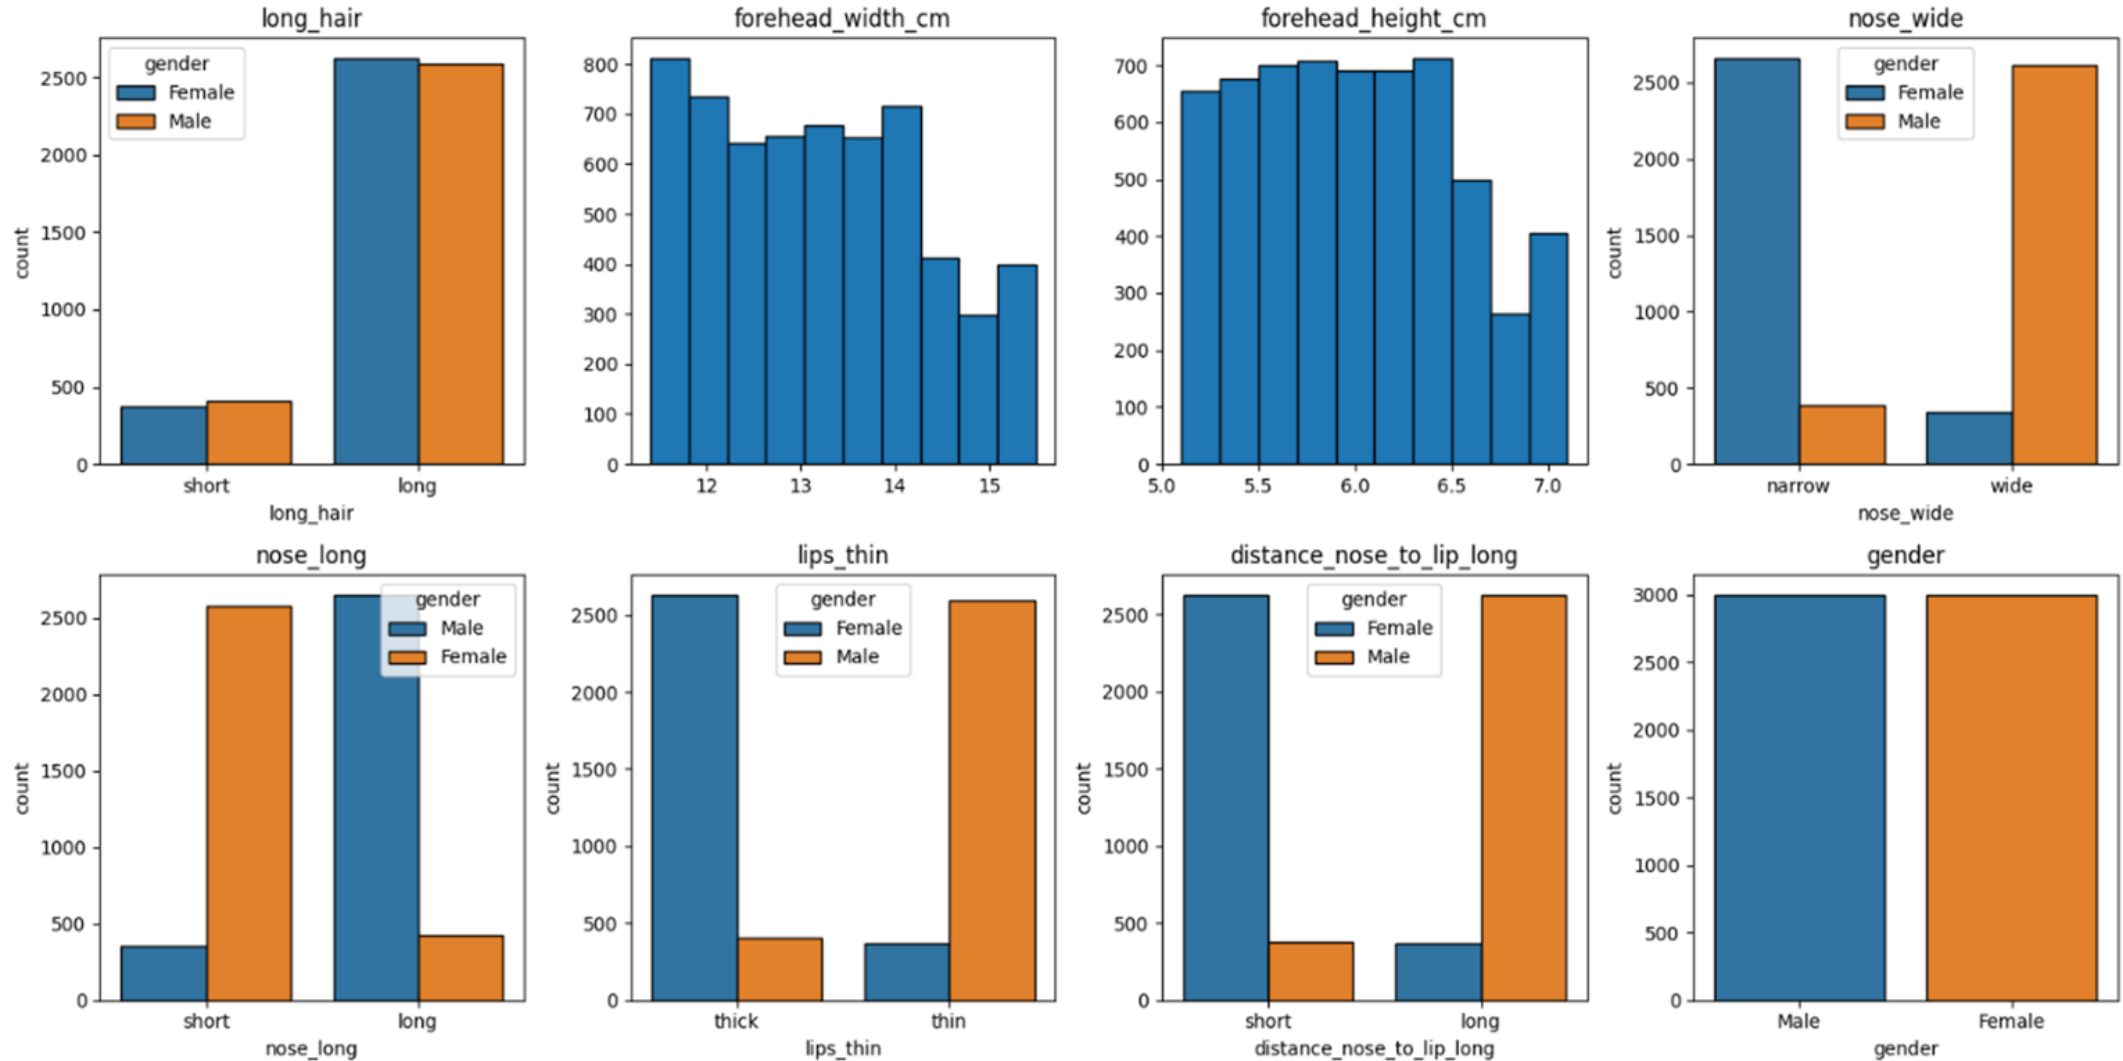 long_hair
gender
Female
Male
2500
2000
1500
1000
500
0
count
short long
long_hair
forehead_width_cm
800
700
600
500
400
300
200
100
0
12 13 14 15
forehead_height_cm
700
600
500
400
300
200
100
0
5.0 5.5 6.0 6.5 7.0
nose_wide
gender
Female
Male
2500
2000
1500
1000
500
0
count
narrow wide
nose_wide
nose_long
gender
Male
Female
2500
2000
1500
1000
500
0
count
short long
nose_long
lips_thin
gender
Female
Male
2500
2000
1500
1000
500
0
count
thick thin
lips_thin
distance_nose_to_lip_long
gender
Female
Male
2500
2000
1500
1000
500
0
count
short long
distance_nose_to_lip_long
gender
3000
2500
2000
1500
1000
500
0
count
Male Female
gender